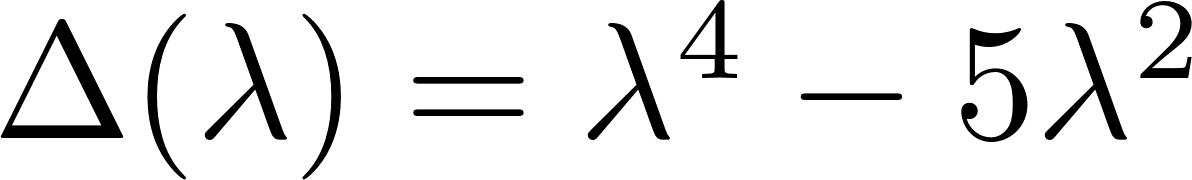 Δ(λ) = λ⁴ − 5λ²